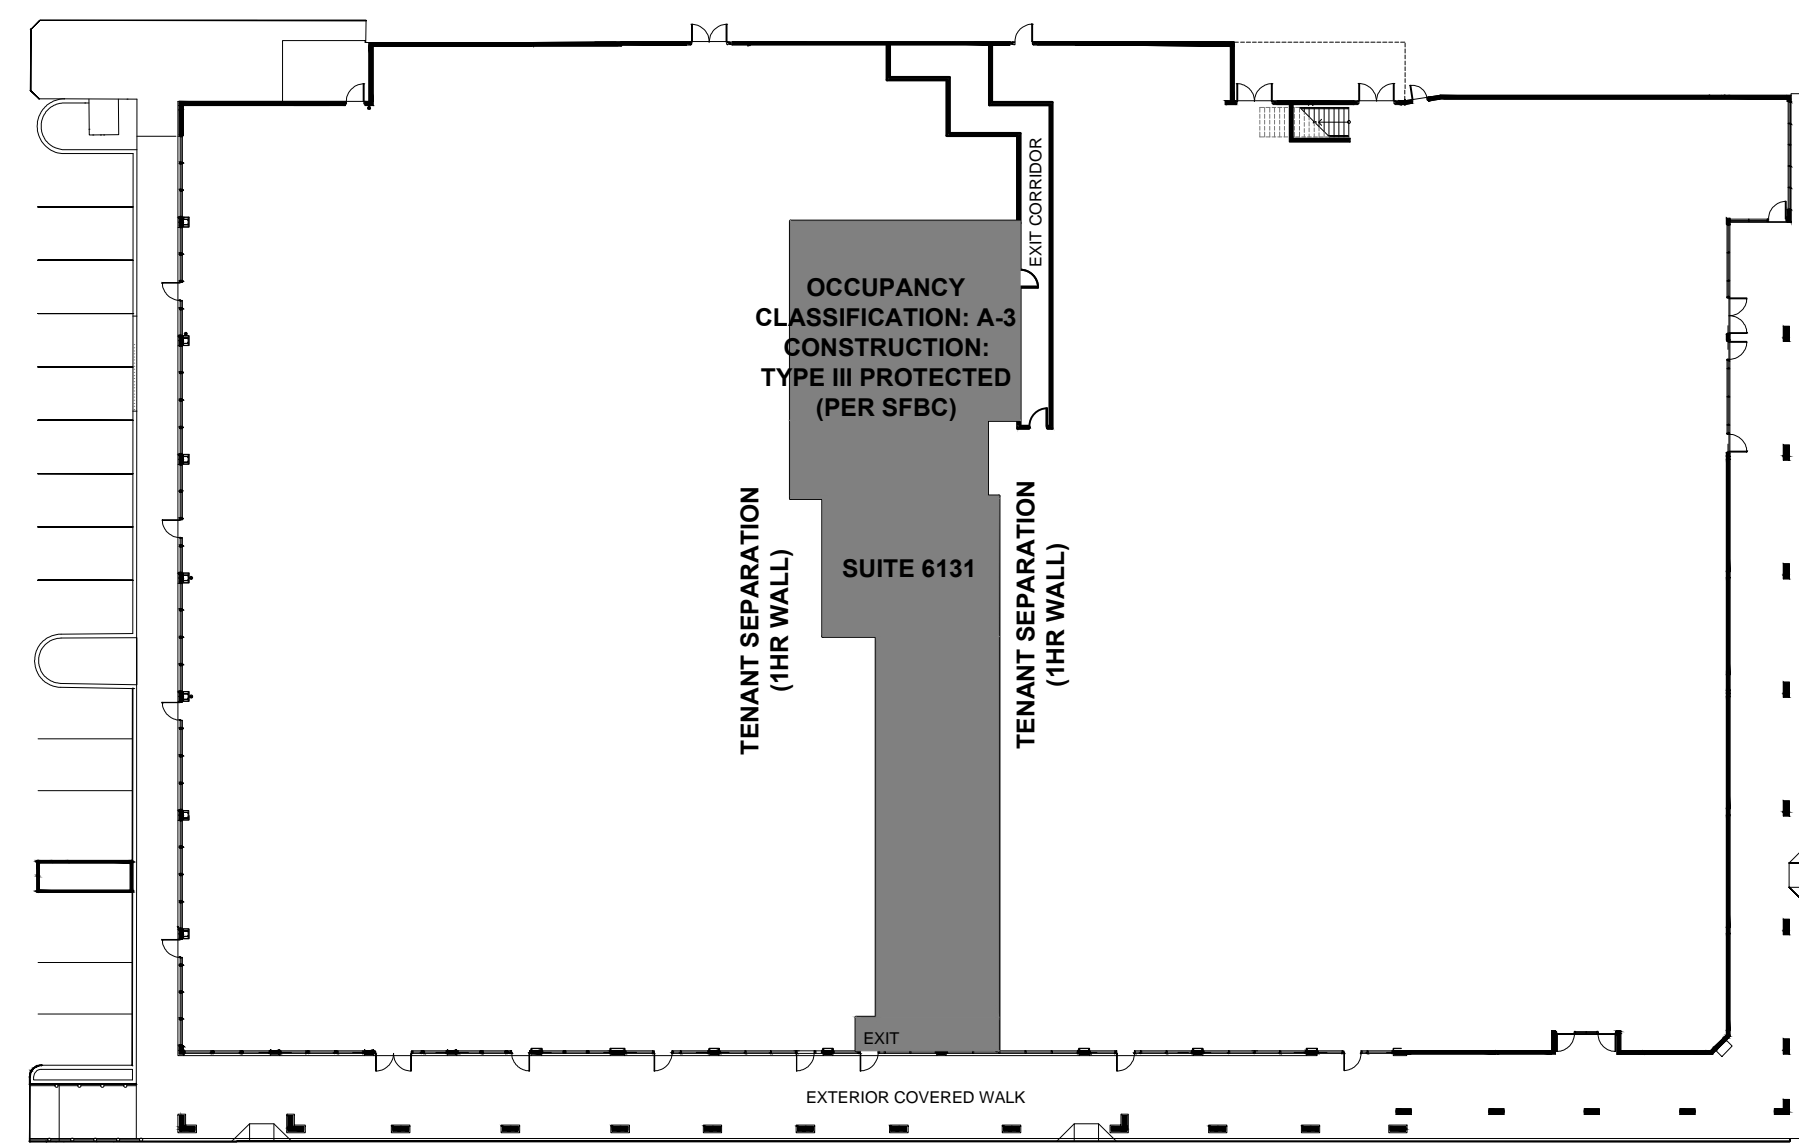 EXIT CORRIDOR
OCCUPANCY
CLASSIFICATION: A-3
CONSTRUCTION:
TYPE III PROTECTED
(PER SFBC)
TENANT SEPARATION
(1HR WALL)
SUITE 6131
TENANT SEPARATION
(1HR WALL)
EXIT
EXTERIOR COVERED WALK